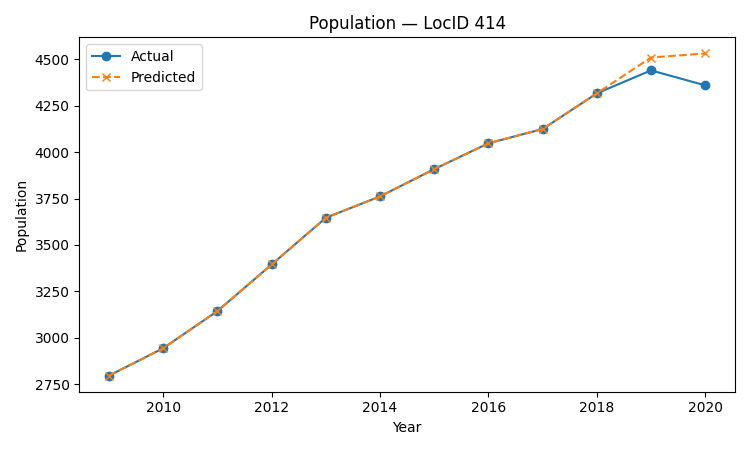 Population — LocID 414
Actual
Predicted
Population
4500
4250
4000
3750
3500
3250
3000
2750
2010 2012 2014 2016 2018 2020
Year